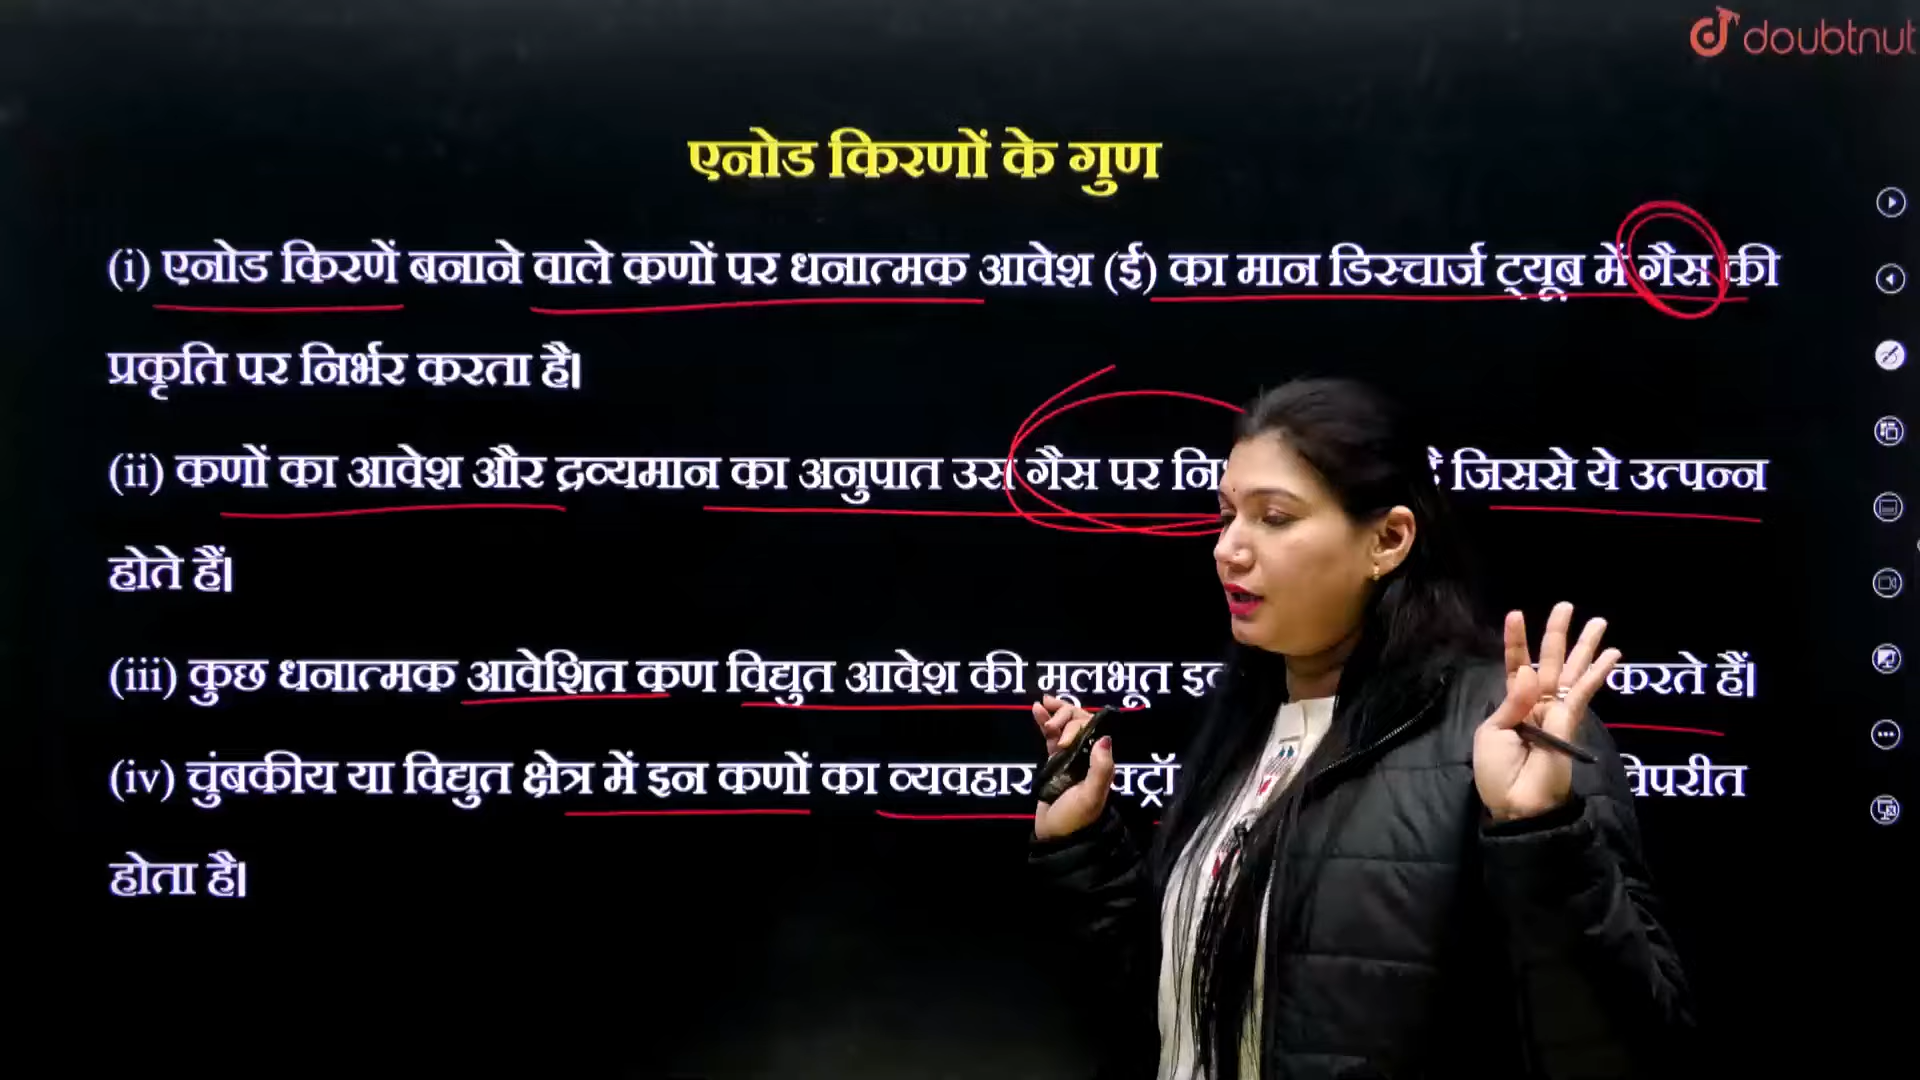 doubtnut
एनोड किरणों के गुण
(i) एनोड किरणें बनाने वाले कणों पर धनात्मक आवेश (ई) का मान डिस्चार्ज ट्यूब में गैस की
प्रकृति पर निर्भर करता है।
(ii) कणों का आवेश और द्रव्यमान का अनुपात उस गैस पर है जिससे ये उत्पन्न
होते हैं।
(iii) कुछ धनात्मक आवेशित कण विद्युत आवेश की मूलभूत करते हैं।
(iv) चुंबकीय या विद्युत क्षेत्र में इन कणों का व्यवहार विपरीत
होता है।